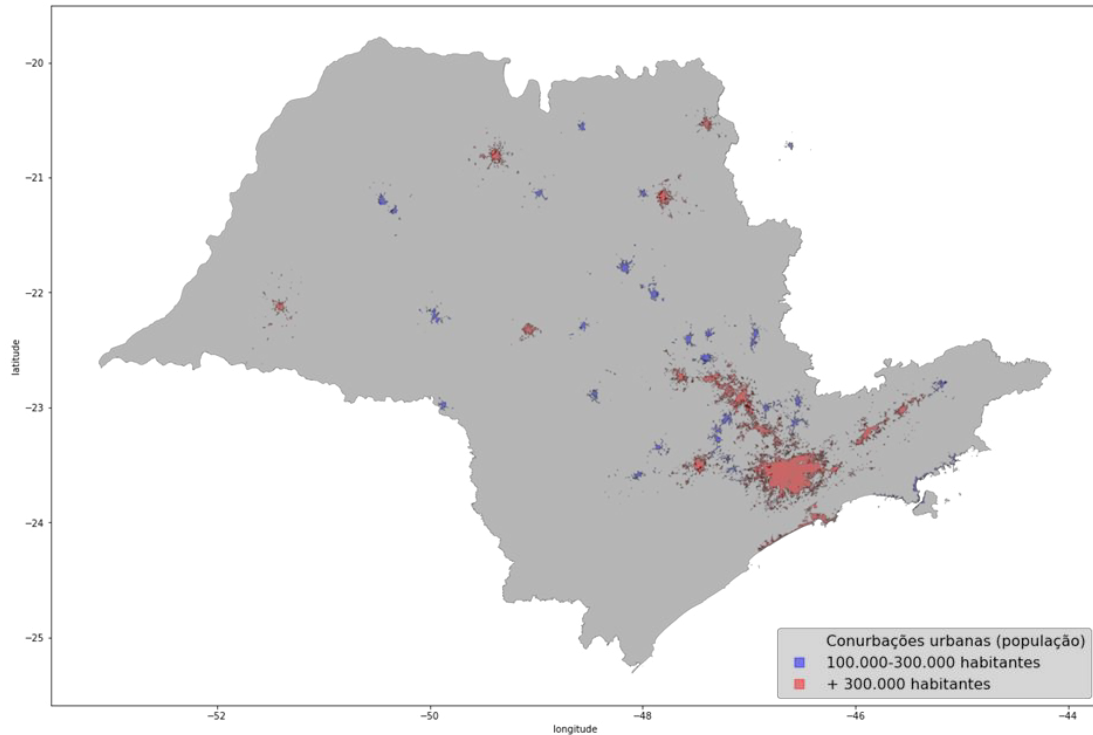 −20
−21
−22
−23
−24
−25
latitude
−52
−50
−48
−46
−44
longitude
Conurbações urbanas (população)
100.000-300.000 habitantes
+ 300.000 habitantes